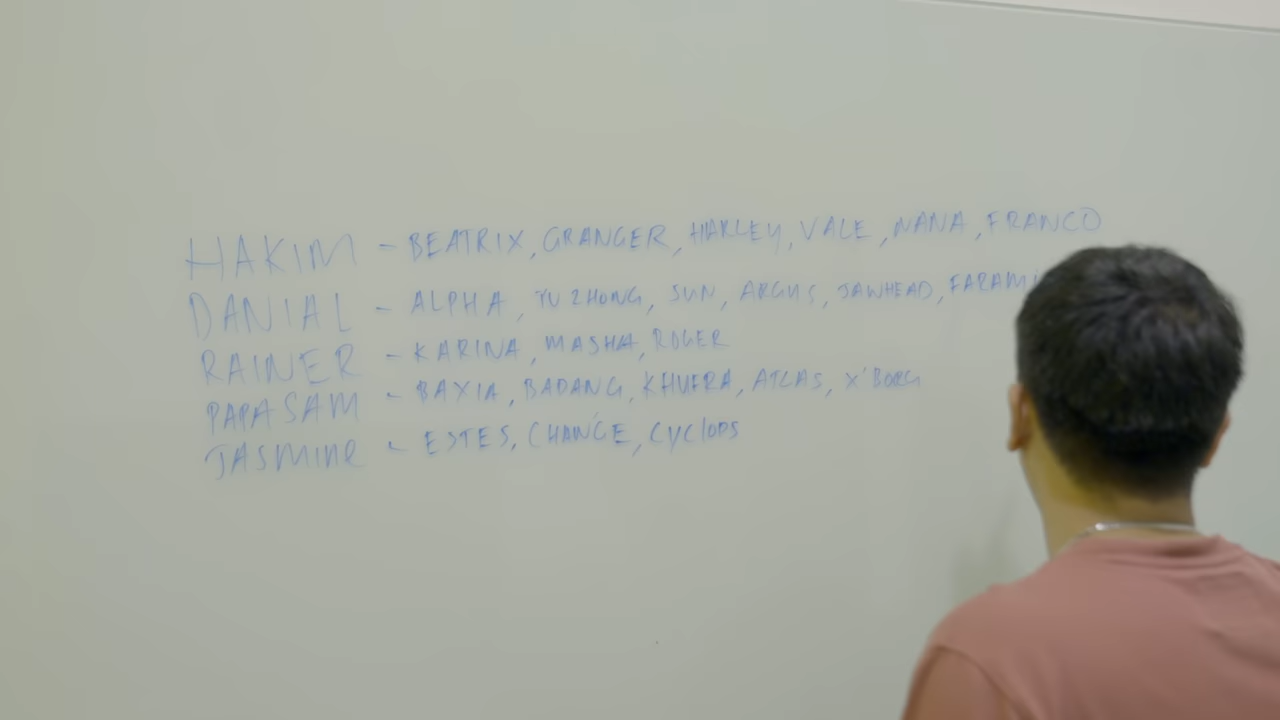 HAKIM - BEATRIX, GRANGER, HARLEY, VALE, NANA, FRANCO
DANIAL - ALPHA, YU ZHONG, SUN, ARGUS, JAWHEAD,
RAINER - KARINA, MASHA, ROGER
PAPA SAM - BAXIA, BADANG, KHUFRA, ATLAS, X'BORG
JASMINE - ESTES, CHANG'E, CYCLOPS